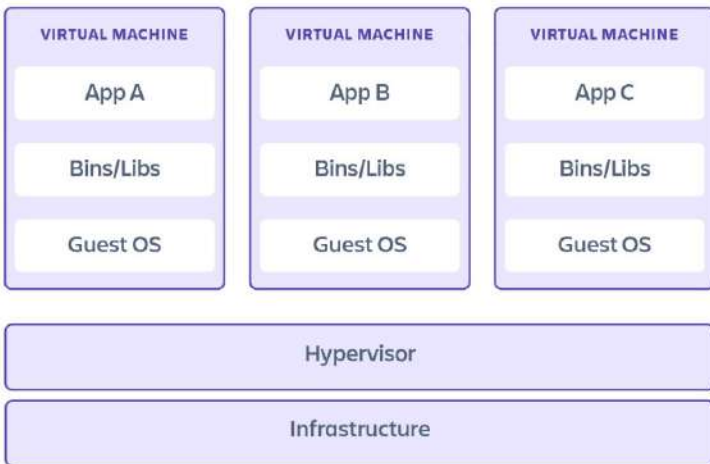 VIRTUAL MACHINE VIRTUAL MACHINE VIRTUAL MACHINE
App A App B App C
Bins/Libs Bins/Libs Bins/Libs
Guest OS Guest OS Guest OS
Hypervisor
Infrastructure